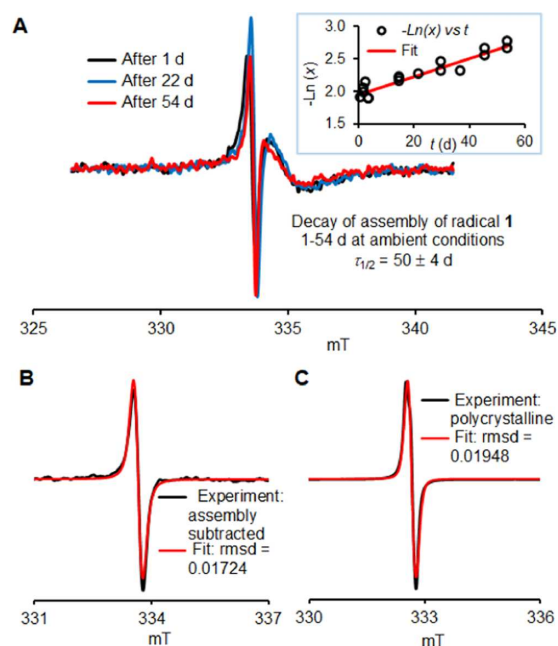 A
After 1 d
After 22 d
After 54 d
-Ln (x)
3.0
2.5
2.0
1.5
-Ln(x) vs t
Fit
t (d)
0 20 40 60
Decay of assembly of radical 1
1-54 d at ambient conditions
τ1/2 = 50 ± 4 d
325 330 335 340 345
mT
B
Experiment:
assembly
subtracted
Fit: rmsd =
0.01724
331 334 337
mT
C
Experiment:
polycrystalline
Fit: rmsd =
0.01948
330 333 336
mT